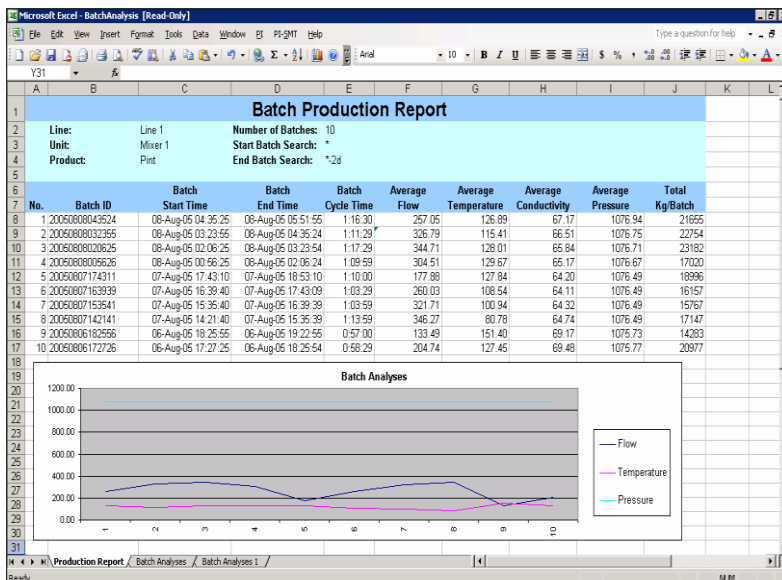 Microsoft Excel - BatchAnalysis [Read-Only]
File Edit View Insert Format Tools Data Window PI PI-SMT Help Type a question for help
Arial 10 B I U $ % ,
Y31 fx
A B C D E F G H I J K L
1 Batch Production Report
2 Line: Line 1 Number of Batches: 10
3 Unit: Mixer 1 Start Batch Search: *
4 Product: Pint End Batch Search: *-2d
5
6 Batch Batch Batch Average Average Average Average Total
7 No. Batch ID Start Time End Time Cycle Time Flow Temperature Conductivity Pressure Kg/Batch
8 1 20050808043524 08-Aug-05 04:35:25 08-Aug-05 05:51:55 1:16:30 257.05 126.89 67.17 1076.94 21655
9 2 20050808032355 08-Aug-05 03:23:55 08-Aug-05 04:35:24 1:11:29 326.79 115.41 66.51 1076.75 22754
10 3 20050808020625 08-Aug-05 02:06:25 08-Aug-05 03:23:54 1:17:29 344.71 128.01 65.84 1076.71 23182
11 4 20050808005626 08-Aug-05 00:56:25 08-Aug-05 02:06:24 1:09:59 304.51 129.67 65.17 1076.67 17020
12 5 20050807174311 07-Aug-05 17:43:10 07-Aug-05 18:53:10 1:10:00 177.88 127.84 64.20 1076.49 18996
13 6 20050807163939 07-Aug-05 16:39:40 07-Aug-05 17:43:09 1:03:29 260.03 108.54 64.11 1076.49 16157
14 7 20050807153541 07-Aug-05 15:35:40 07-Aug-05 16:39:39 1:03:59 321.71 100.94 64.32 1076.49 15767
15 8 20050807142141 07-Aug-05 14:21:40 07-Aug-05 15:35:39 1:13:59 346.27 80.78 64.74 1076.49 17147
16 9 20050806182556 06-Aug-05 18:25:55 06-Aug-05 19:22:55 0:57:00 133.49 151.40 69.17 1075.73 14283
17 10 20050806172726 06-Aug-05 17:27:25 06-Aug-05 18:25:54 0:58:29 204.74 127.45 69.48 1075.77 20977
18
19 Batch Analyses
20 1200.00
21 1000.00
22
23 800.00
24 Flow
25 600.00
26 400.00 Temperature
27
28 200.00 Pressure
29 0.00
30 1 2 3 4 5 6 7 8 9 10
31
Production Report Batch Analyses Batch Analyses 1
Ready NUM